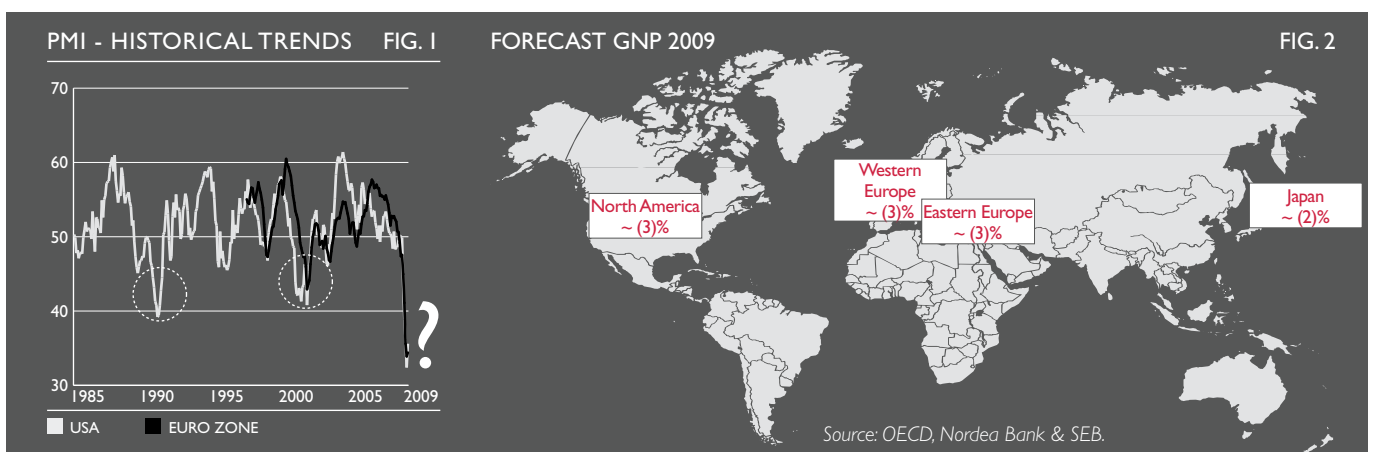 PMI - HISTORICAL TRENDS FIG. 1
70
60
50
40
30
1985 1990 1995 2000 2005 2009
?
USA EURO ZONE
FORECAST GNP 2009 FIG. 2
North America
~ (3)%
Western
Europe
~ (3)%
Eastern Europe
~ (3)%
Japan
~ (2)%
Source: OECD, Nordea Bank & SEB.